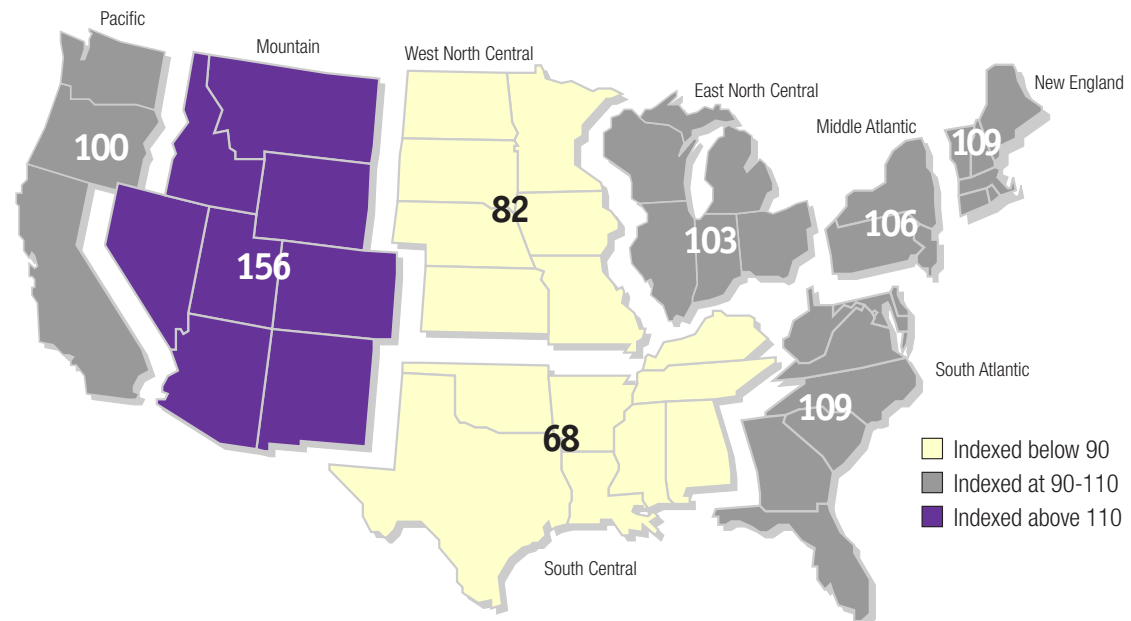 Pacific
Mountain
West North Central
East North Central
New England
Middle Atlantic
100
109
82
106
103
156
South Atlantic
109
68
Indexed below 90
Indexed at 90-110
Indexed above 110
South Central